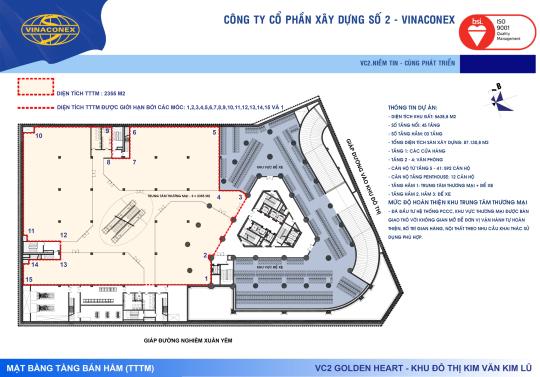 VINACONEX
CÔNG TY CỔ PHẦN XÂY DỰNG SỐ 2 - VINACONEX
bsi.
ISO
9001
Quality
Management
VC2.NIỀM TIN - CÙNG PHÁT TRIỂN
DIỆN TÍCH TTTM : 2355 M2
DIỆN TÍCH TTTM ĐƯỢC GIỚI HẠN BỞI CÁC MỐC: 1,2,3,4,5,6,7,8,9,10,11,12,13,14,15 VÀ 1
B
THÔNG TIN DỰ ÁN:
- DIỆN TÍCH KHU ĐẤT: 5635,8 M2
- SỐ TẦNG NỔI: 45 TẦNG
- SỐ TẦNG HẦM: 03 TẦNG
- TỔNG DIỆN TÍCH SÀN XÂY DỰNG: 87.135,8 M2
- TẦNG 1: CÁC CỬA HÀNG
- TẦNG 2 - 4: VĂN PHÒNG
- CĂN HỘ TỪ TẦNG 5 - 41: 592 CĂN HỘ
- CĂN HỘ TẦNG PENTHOUSE: 12 CĂN HỘ
- TẦNG HẦM 1: TRUNG TÂM THƯƠNG MẠI + ĐỂ XE
- TẦNG HẦM 2, HẦM 3: ĐỂ XE
MỨC ĐỘ HOÀN THIỆN KHU TRUNG TÂM THƯƠNG MẠI
- ĐÃ ĐẦU TƯ HỆ THỐNG PCCC, KHU VỰC THƯƠNG MẠI ĐƯỢC BÀN
GIAO THÔ VỚI KHÔNG GIAN MỞ ĐỂ ĐƠN VỊ VẬN HÀNH TỰ HOÀN
THIỆN, BỐ TRÍ GIAN HÀNG, NỘI THẤT THEO NHU CẦU KHAI THÁC SỬ
DỤNG PHÙ HỢP.
10
9
6
5
8
7
KHU VỰC ĐỂ XE
GIÁP ĐƯỜNG VÀO KHU ĐÔ THỊ
TRUNG TÂM THƯƠNG MẠI - S = 2355 M2
4
3
11
12
14
13
15
2
1
KHU VỰC ĐỂ XE
GIÁP ĐƯỜNG NGHIÊM XUÂN YÊM
MẶT BẰNG TẦNG BÁN HẦM (TTTM)
VC2 GOLDEN HEART - KHU ĐÔ THỊ KIM VĂN KIM LŨ